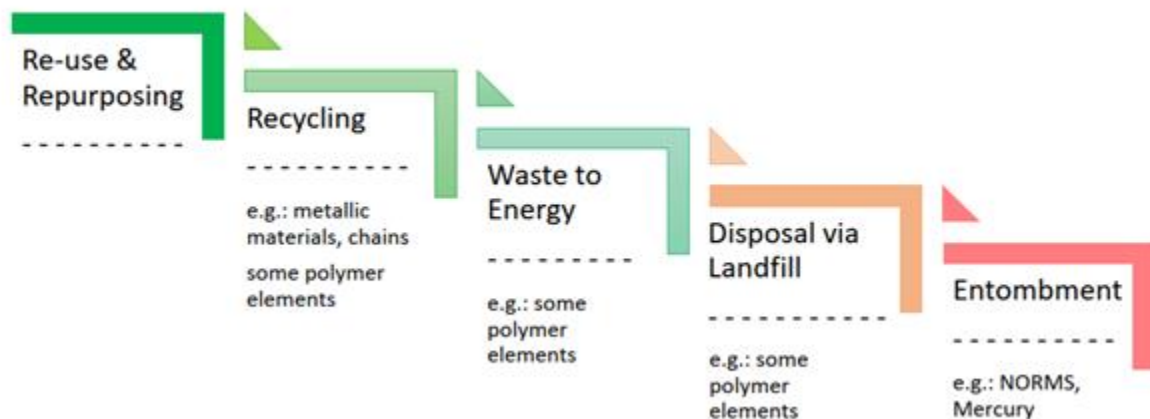 Re-use &
Repurposing
- - - - - - - - - - -
Recycling
- - - - - - - - - - -
e.g.: metallic
materials, chains
some polymer
elements
Waste to
Energy
- - - - - - - - - -
e.g.: some
polymer
elements
Disposal via
Landfill
- - - - - - - - - - - -
e.g.: some
polymer
elements
Entombment
- - - - - - - - - - -
e.g.: NORMS,
Mercury